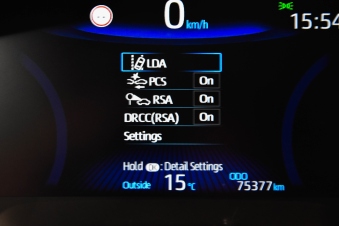 0 km/h
15:54
LDA
PCS On
RSA On
DRCC(RSA) On
Settings
Hold OK : Detail Settings
Outside 15 °C
ODO 75377 km